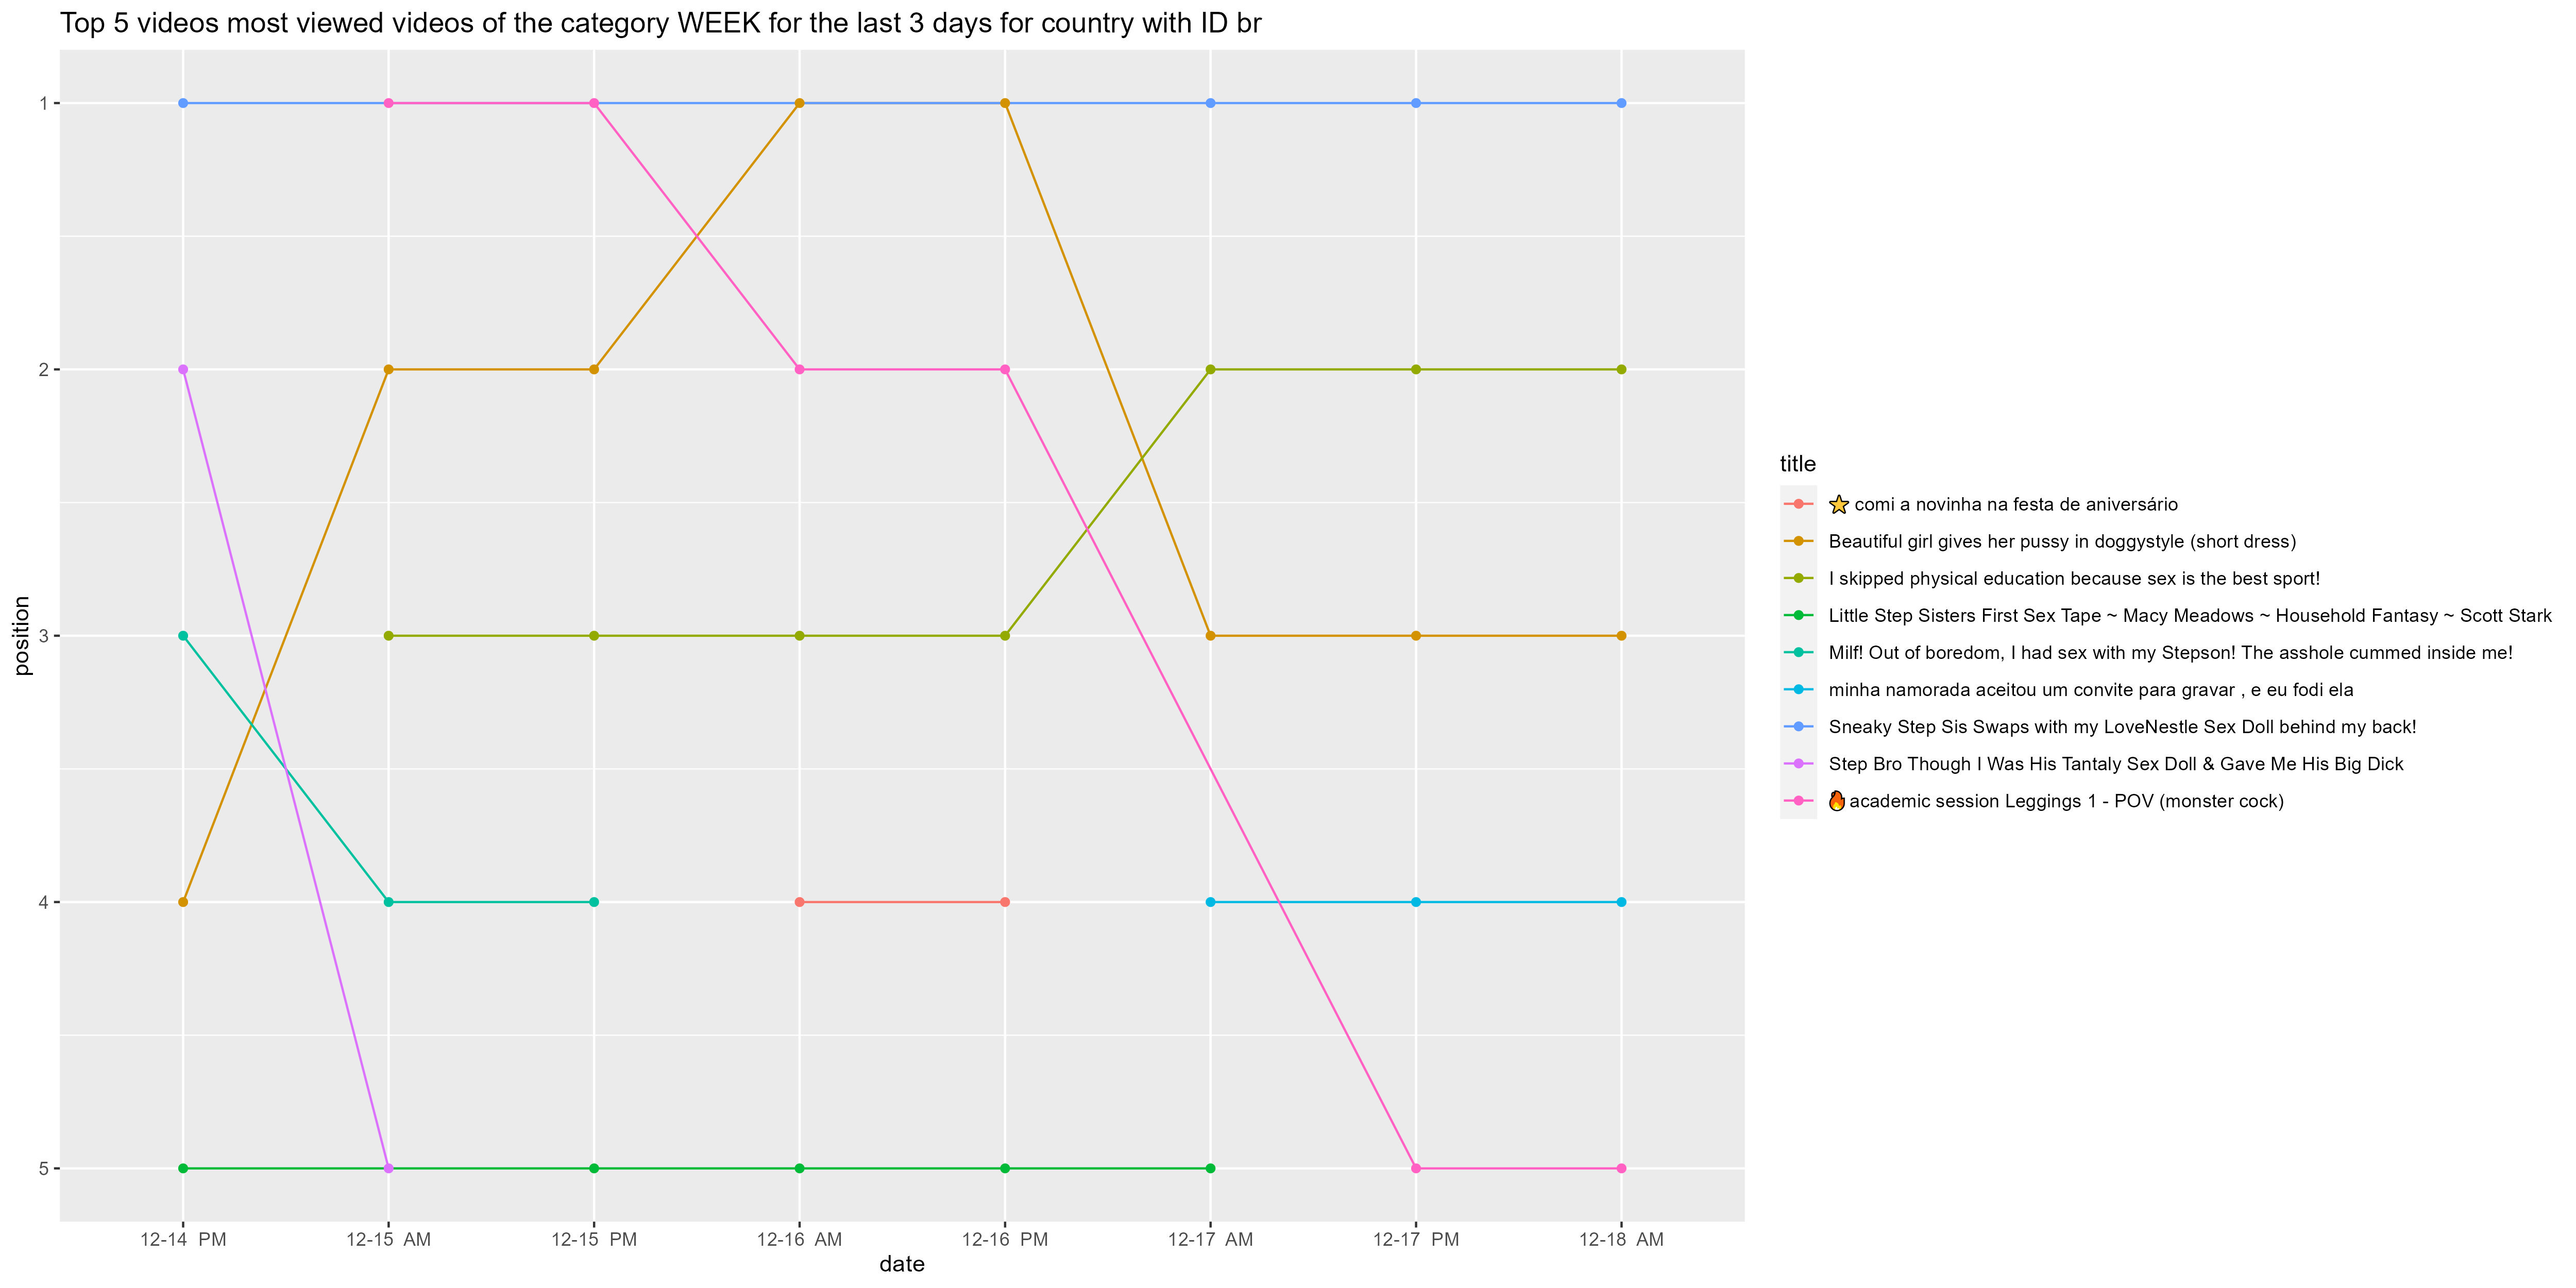 Top 5 videos most viewed videos of the category WEEK for the last 3 days for country with ID br
1
2
3
4
5
position
12-14 PM
12-15 AM
12-15 PM
12-16 AM
12-16 PM
12-17 AM
12-17 PM
12-18 AM
date
title
⭐ comi a novinha na festa de aniversário
Beautiful girl gives her pussy in doggystyle (short dress)
I skipped physical education because sex is the best sport!
Little Step Sisters First Sex Tape ~ Macy Meadows ~ Household Fantasy ~ Scott Stark
Milf! Out of boredom, I had sex with my Stepson! The asshole cummed inside me!
minha namorada aceitou um convite para gravar , e eu fodi ela
Sneaky Step Sis Swaps with my LoveNestle Sex Doll behind my back!
Step Bro Though I Was His Tantaly Sex Doll & Gave Me His Big Dick
🔥 academic session Leggings 1 - POV (monster cock)